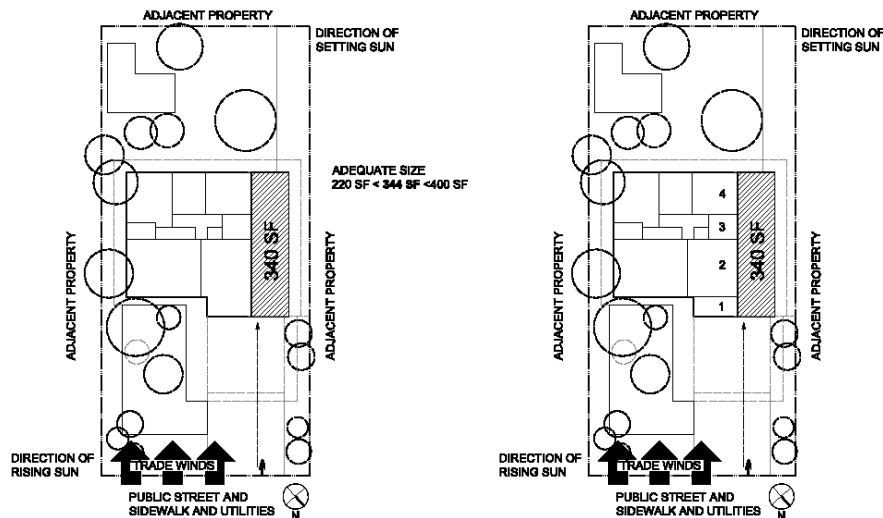 ADJACENT PROPERTY
DIRECTION OF
SETTING SUN
ADEQUATE SIZE
220 SF < 344 SF <400 SF
340 SF
ADJACENT PROPERTY
ADJACENT PROPERTY
DIRECTION OF
RISING SUN
TRADE WINDS
PUBLIC STREET AND
SIDEWALK AND UTILITIES
N
ADJACENT PROPERTY
DIRECTION OF
SETTING SUN
4
3
2
1
340 SF
ADJACENT PROPERTY
ADJACENT PROPERTY
DIRECTION OF
RISING SUN
TRADE WINDS
PUBLIC STREET AND
SIDEWALK AND UTILITIES
N